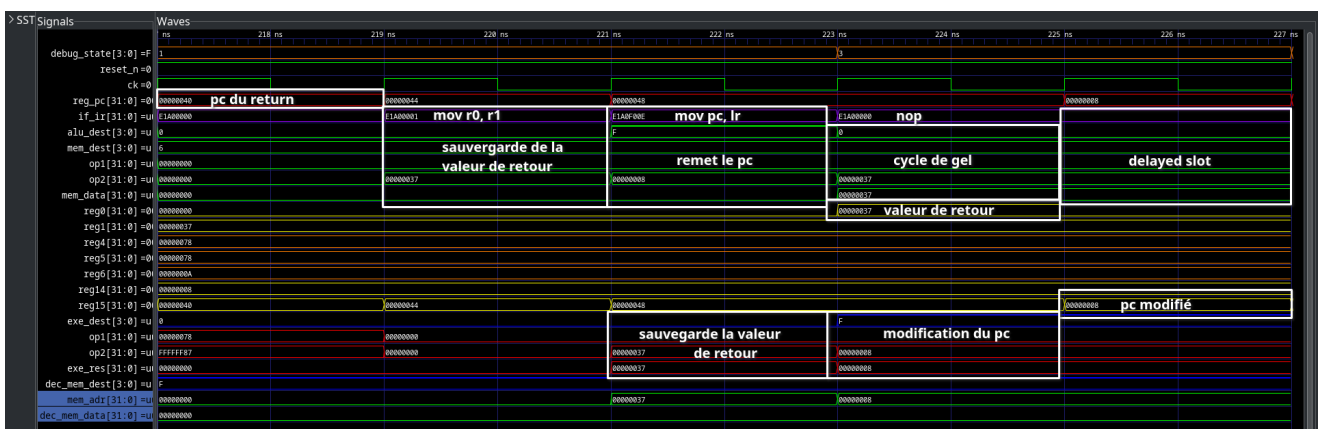 > SST Signals Waves
ns 218 ns 219 ns 220 ns 221 ns 222 ns 223 ns 224 ns 225 ns 226 ns 227 ns
debug_state[3:0] =F 1 3
reset_n =0
ck =0
reg_pc[31:0] =0 00000040 pc du return 00000044 00000048 00000008
if_ir[31:0] =u E1A00000 E1A00001 mov r0, r1 E1A0F00E mov pc, lr E1A00000 nop
alu_dest[3:0] =u 0 F 0
mem_dest[3:0] =u 6
sauvergarde de la
valeur de retour
remet le pc
cycle de gel
delayed slot
op1[31:0] =u 00000000
op2[31:0] =u 00000000 00000037 00000008 00000037
mem_data[31:0] =u 00000000 00000037
reg0[31:0] =0 00000000 00000037 valeur de retour
reg1[31:0] =0 00000037
reg4[31:0] =0 00000078
reg5[31:0] =0 00000078
reg6[31:0] =0 0000000A
reg14[31:0] =0 00000008
reg15[31:0] =0 00000040 00000044 00000048 00000008 pc modifié
exe_dest[3:0] =u 0 F
op1[31:0] =u 00000078 00000000
sauvegarde la valeur
de retour
modification du pc
op2[31:0] =u FFFFFF87 00000000 00000037 00000008
exe_res[31:0] =u 00000000 00000037 00000008
dec_mem_dest[3:0] =u F
mem_adr[31:0] =u 00000000 00000037 00000008
dec_mem_data[31:0] =u 00000000